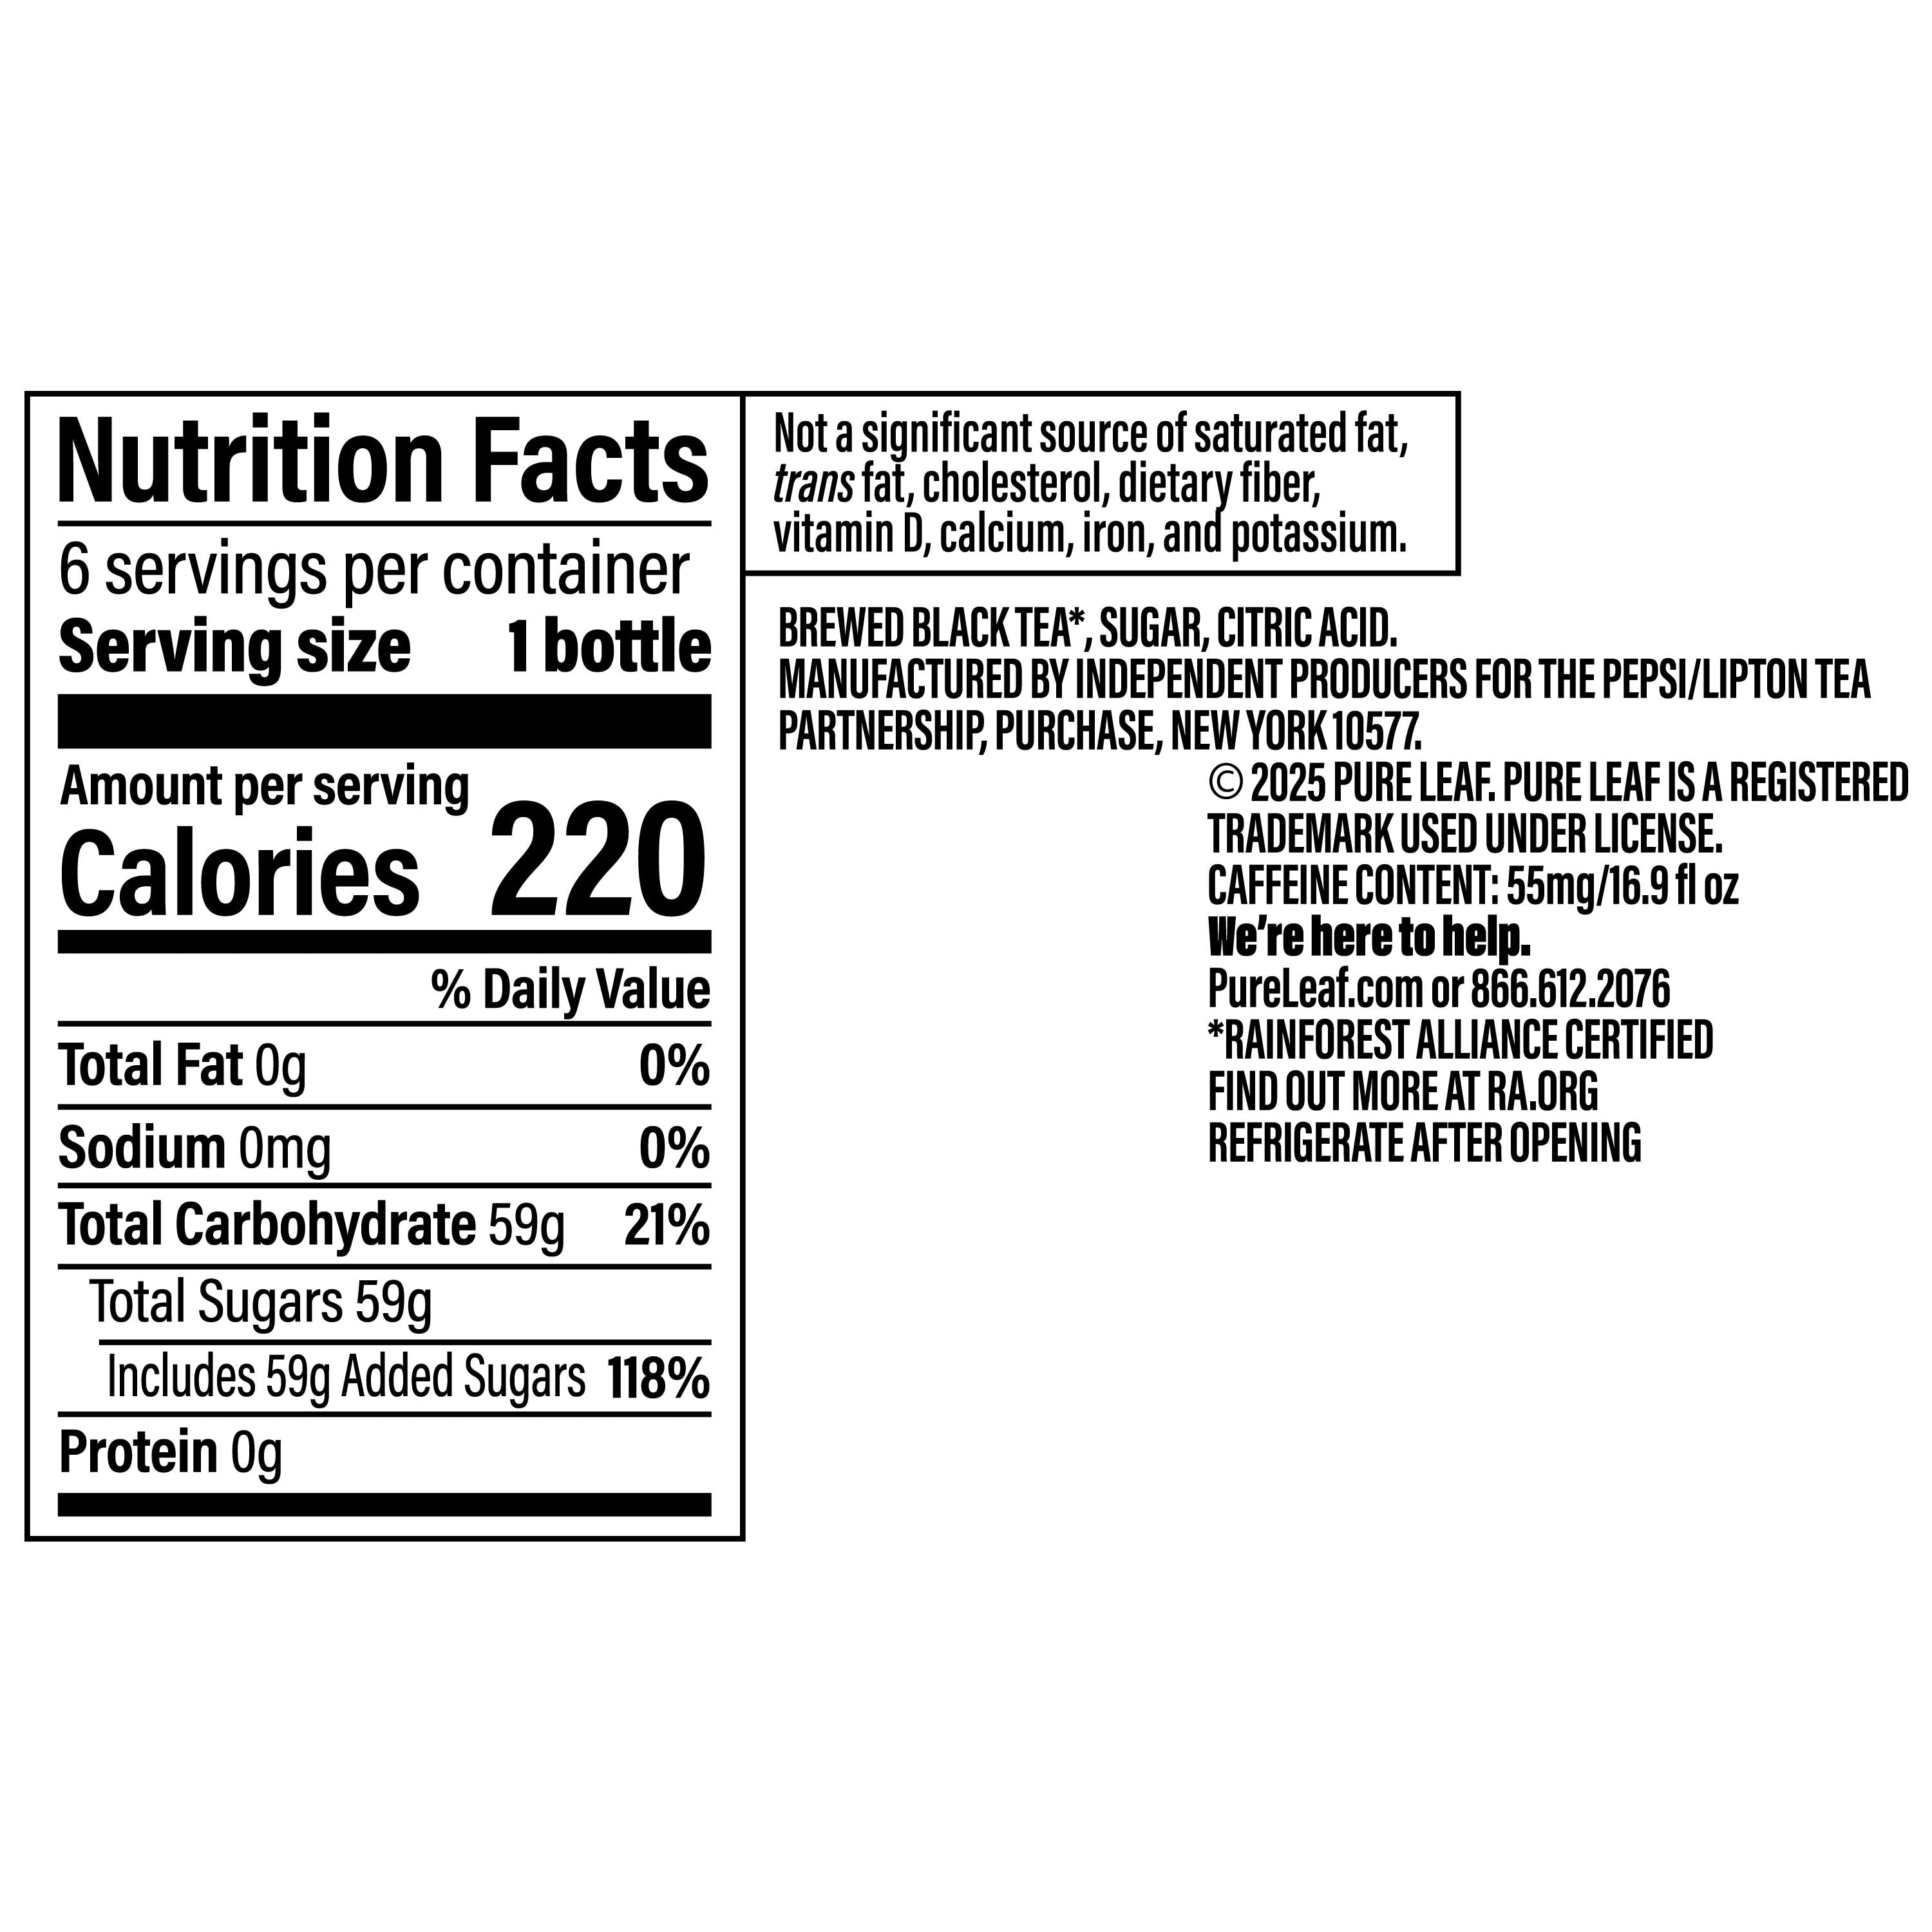 Nutrition Facts
6 servings per container
Serving size 1 bottle
Amount per serving
Calories 220
% Daily Value
Total Fat 0g 0%
Sodium 0mg 0%
Total Carbohydrate 59g 21%
Total Sugars 59g
Includes 59g Added Sugars 118%
Protein 0g
Not a significant source of saturated fat,
trans fat, cholesterol, dietary fiber,
vitamin D, calcium, iron, and potassium.
BREWED BLACK TEA*, SUGAR, CITRIC ACID.
MANUFACTURED BY INDEPENDENT PRODUCERS FOR THE PEPSI/LIPTON TEA
PARTNERSHIP, PURCHASE, NEW YORK 10577.
© 2025 PURE LEAF. PURE LEAF IS A REGISTERED
TRADEMARK USED UNDER LICENSE.
CAFFEINE CONTENT: 55mg/16.9 fl oz
We're here to help.
PureLeaf.com or 866.612.2076
*RAINFOREST ALLIANCE CERTIFIED
FIND OUT MORE AT RA.ORG
REFRIGERATE AFTER OPENING